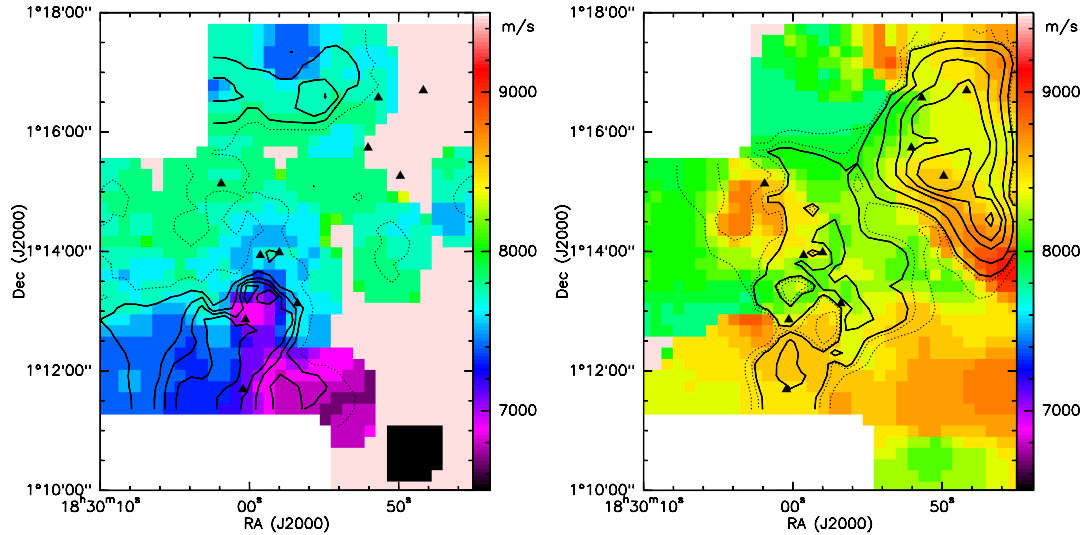 1°18'00"
1°16'00"
1°14'00"
1°12'00"
1°10'00"
Dec (J2000)
18ʰ30ᵐ10ˢ
00ˢ
50ˢ
RA (J2000)
m/s
9000
8000
7000
1°18'00"
1°16'00"
1°14'00"
1°12'00"
1°10'00"
Dec (J2000)
18ʰ30ᵐ10ˢ
00ˢ
50ˢ
RA (J2000)
m/s
9000
8000
7000